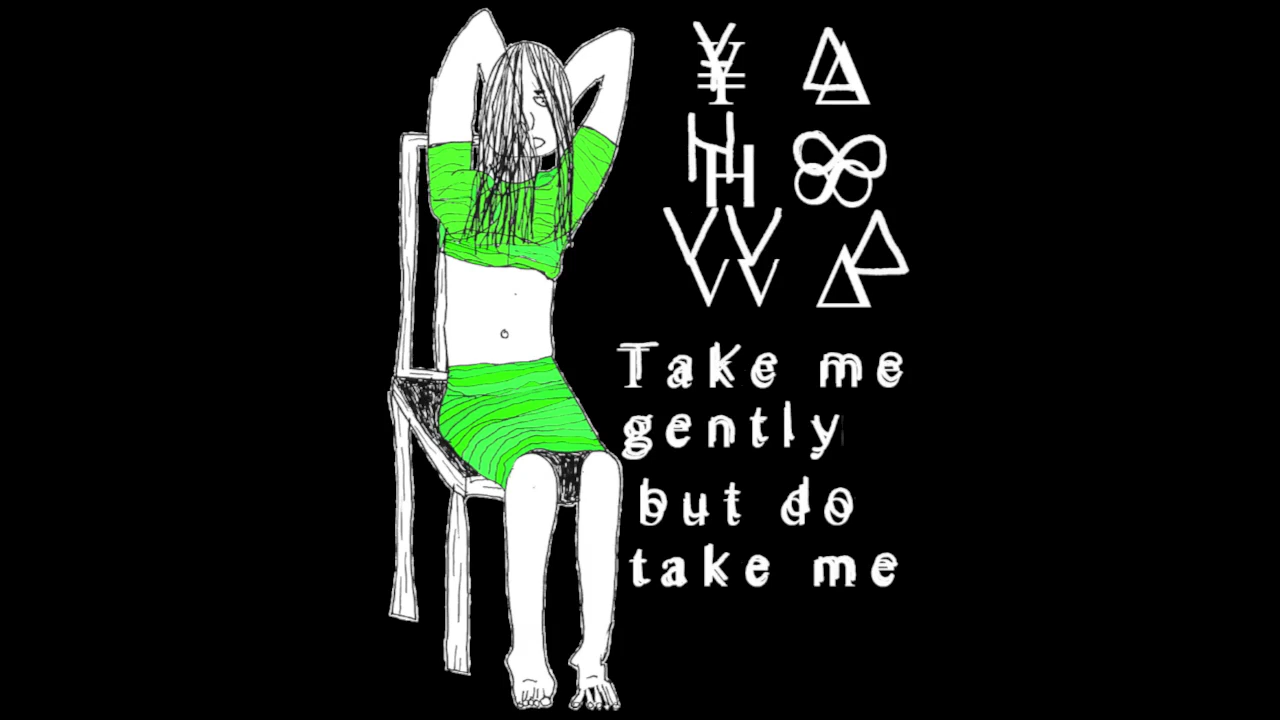 ¥ Δ
H ꝏ
V V Δ
Take me
gently
but do
take me